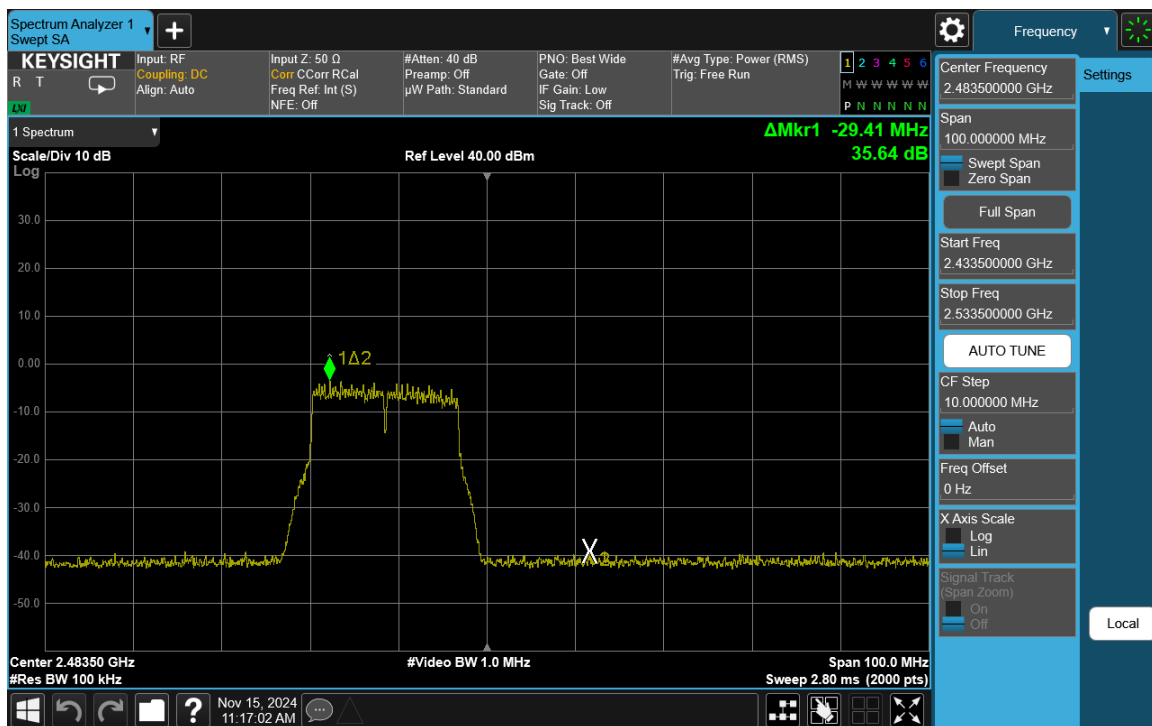 Spectrum Analyzer 1
Swept SA
+
Frequency
KEYSIGHT
R T
LXI
Input: RF
Coupling: DC
Align: Auto
Input Z: 50 Ω
Corr CCorr RCal
Freq Ref: Int (S)
NFE: Off
#Atten: 40 dB
Preamp: Off
µW Path: Standard
PNO: Best Wide
Gate: Off
IF Gain: Low
Sig Track: Off
#Avg Type: Power (RMS)
Trig: Free Run
1 2 3 4 5 6
M W W W W W
P N N N N N
1 Spectrum
Scale/Div 10 dB
Log
Ref Level 40.00 dBm
ΔMkr1 -29.41 MHz
35.64 dB
30.0
20.0
10.0
0.00
-10.0
-20.0
-30.0
-40.0
-50.0
1Δ2
X
Center 2.48350 GHz
#Video BW 1.0 MHz
Span 100.0 MHz
#Res BW 100 kHz
Sweep 2.80 ms (2000 pts)
Center Frequency
2.483500000 GHz
Settings
Span
100.000000 MHz
Swept Span
Zero Span
Full Span
Start Freq
2.433500000 GHz
Stop Freq
2.533500000 GHz
AUTO TUNE
CF Step
10.000000 MHz
Auto
Man
Freq Offset
0 Hz
X Axis Scale
Log
Lin
Signal Track
(Span Zoom)
On
Off
Local
?
Nov 15, 2024
11:17:02 AM